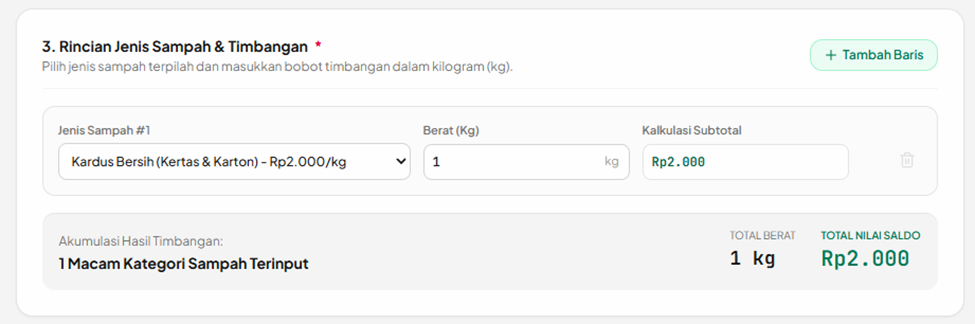 3. Rincian Jenis Sampah & Timbangan *
Pilih jenis sampah terpilah dan masukkan bobot timbangan dalam kilogram (kg).
+ Tambah Baris
Jenis Sampah #1
Kardus Bersih (Kertas & Karton) - Rp2.000/kg
Berat (Kg)
1 kg
Kalkulasi Subtotal
Rp2.000
Akumulasi Hasil Timbangan:
1 Macam Kategori Sampah Terinput
TOTAL BERAT
1 kg
TOTAL NILAI SALDO
Rp2.000